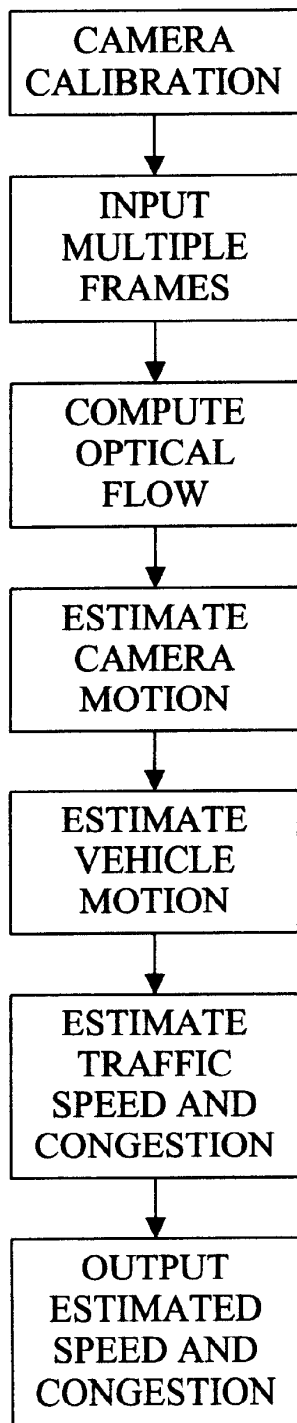 CAMERA
CALIBRATION
INPUT
MULTIPLE
FRAMES
COMPUTE
OPTICAL
FLOW
ESTIMATE
CAMERA
MOTION
ESTIMATE
VEHICLE
MOTION
ESTIMATE
TRAFFIC
SPEED AND
CONGESTION
OUTPUT
ESTIMATED
SPEED AND
CONGESTION